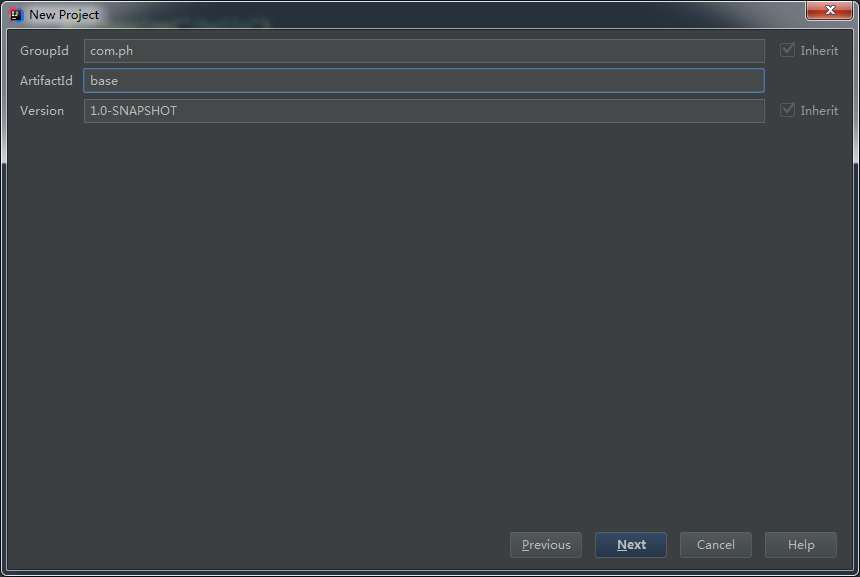 New Project
GroupId com.ph Inherit
ArtifactId base
Version 1.0-SNAPSHOT Inherit
Previous Next Cancel Help